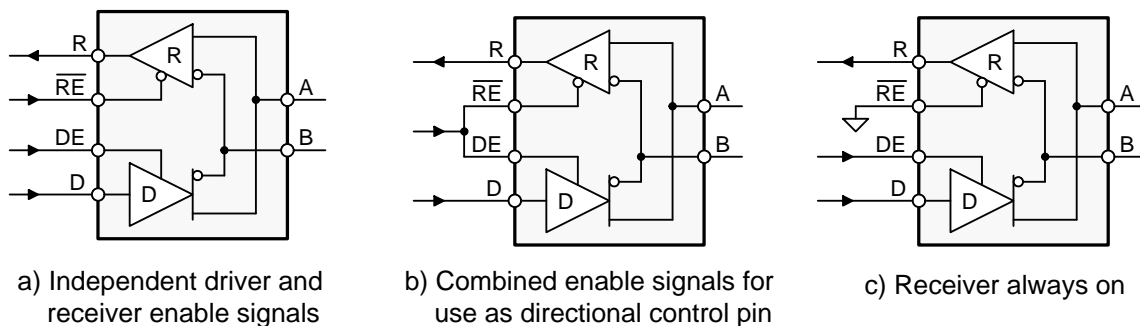 R
R
RE
A
DE
B
D
D
a) Independent driver and
receiver enable signals
R
R
RE
A
DE
B
D
D
b) Combined enable signals for
use as directional control pin
R
R
RE
A
DE
B
D
D
c) Receiver always on